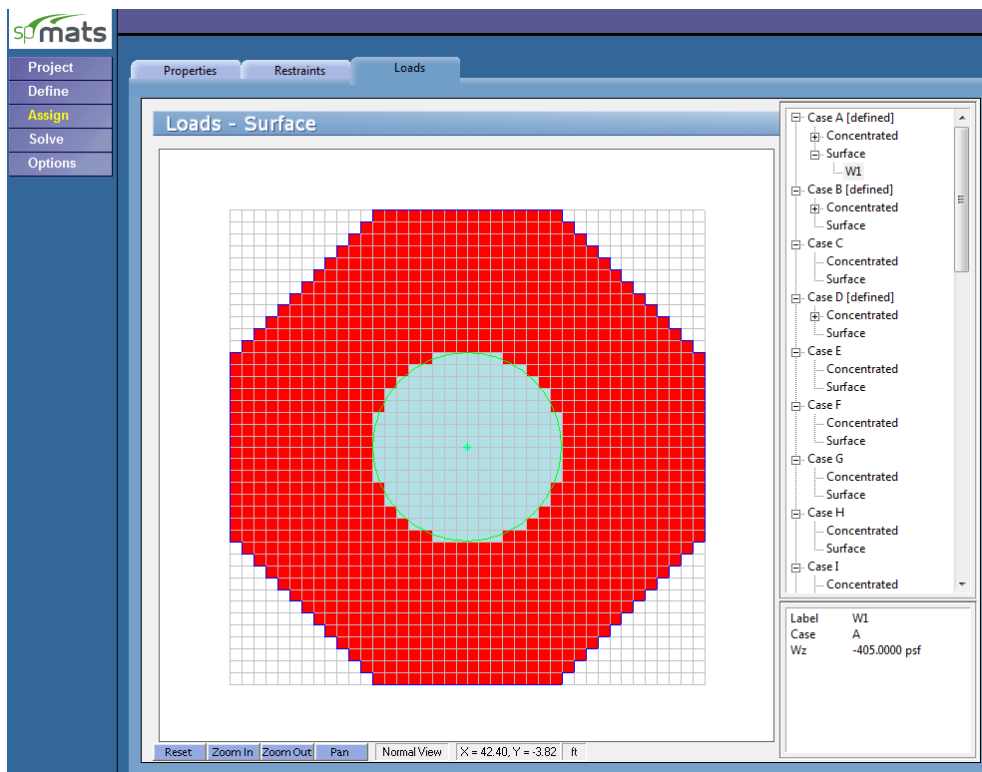 spmats
Project
Define
Assign
Solve
Options
Properties
Restraints
Loads
Loads - Surface
Case A [defined]
Concentrated
Surface
W1
Case B [defined]
Concentrated
Surface
Case C
Concentrated
Surface
Case D [defined]
Concentrated
Surface
Case E
Concentrated
Surface
Case F
Concentrated
Surface
Case G
Concentrated
Surface
Case H
Concentrated
Surface
Case I
Concentrated
Label W1
Case A
Wz -405.0000 psf
Reset Zoom In Zoom Out Pan Normal View X = 42.40, Y = -3.82 ft